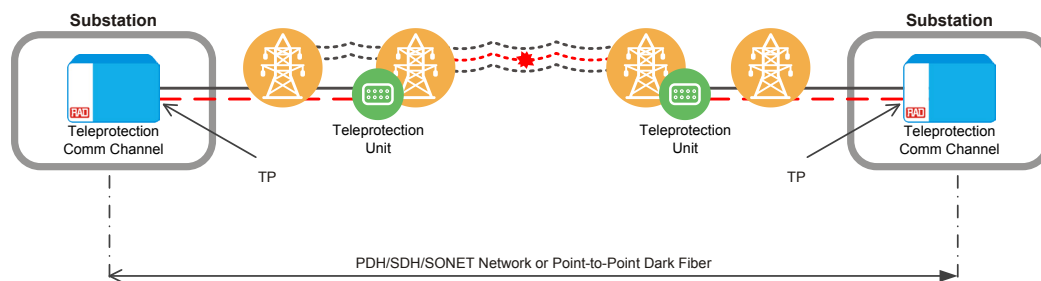 Substation
Substation
RAD
RAD
Teleprotection
Comm Channel
Teleprotection
Unit
Teleprotection
Unit
Teleprotection
Comm Channel
TP
TP
PDH/SDH/SONET Network or Point-to-Point Dark Fiber